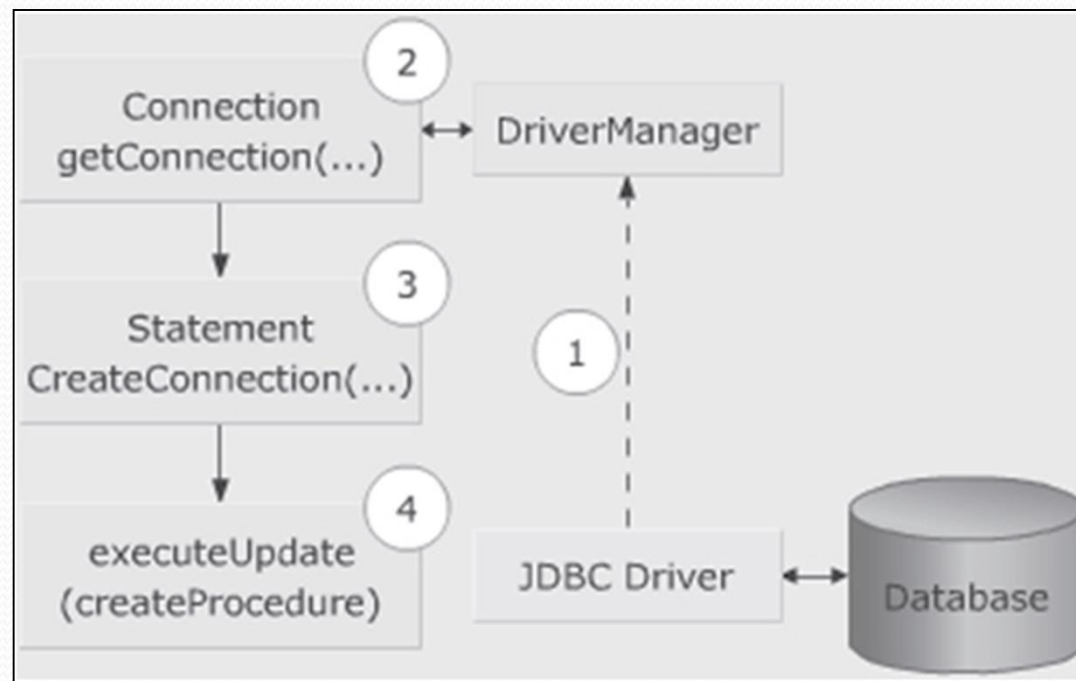 2
Connection
getConnection(...)
DriverManager
3
Statement
CreateConnection(...)
1
4
executeUpdate
(createProcedure)
JDBC Driver
Database